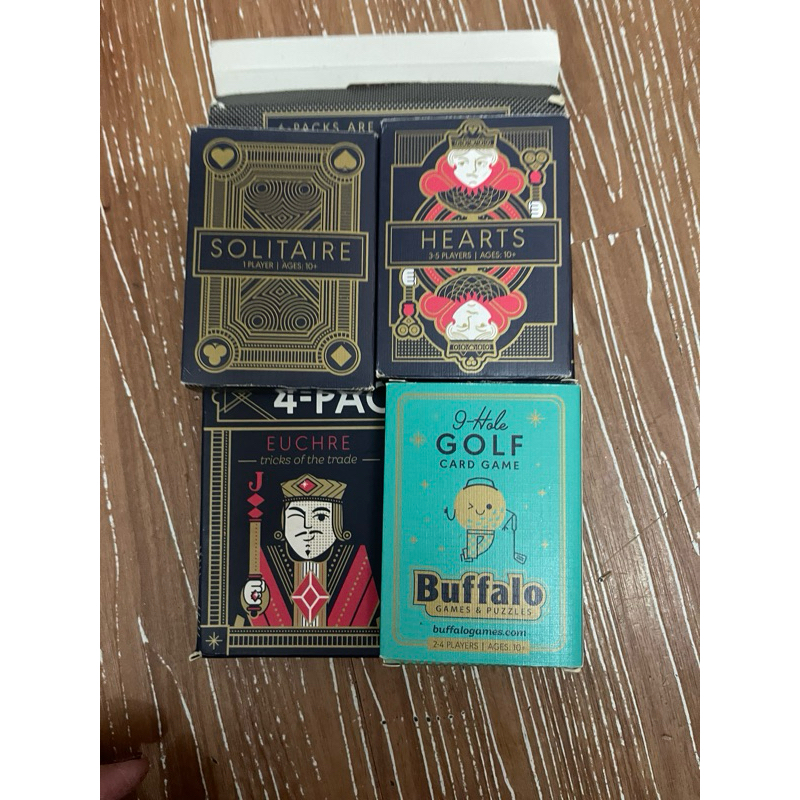 4-PACKS ARE
SOLITAIRE
1 PLAYER | AGES: 10+
HEARTS
3-5 PLAYERS | AGES: 10+
4-PAC
EUCHRE
tricks of the trade
J
9-Hole
GOLF
CARD GAME
Buffalo
GAMES & PUZZLES
buffalogames.com
2-4 PLAYERS | AGES: 10+